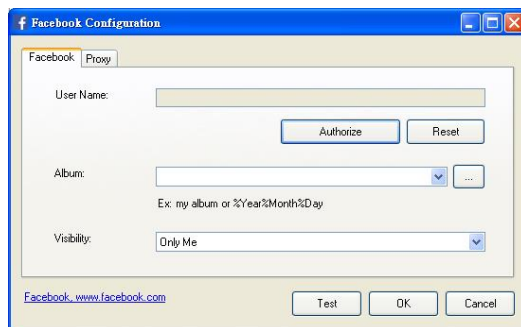 Facebook Configuration
Facebook Proxy
User Name:
Authorize Reset
Album:
...
Ex: my album or %Year%Month%Day
Visibility: Only Me
Facebook, www.facebook.com Test OK Cancel